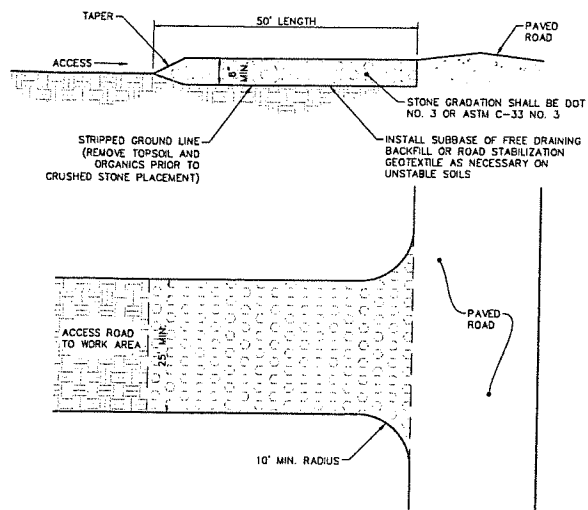 50' LENGTH
TAPER
PAVED
ROAD
ACCESS
8"
MIN.
STONE GRADATION SHALL BE DOT
NO. 3 OR ASTM C-33 NO. 3
STRIPPED GROUND LINE
(REMOVE TOPSOIL AND
ORGANICS PRIOR TO
CRUSHED STONE PLACEMENT)
INSTALL SUBBASE OF FREE DRAINING
BACKFILL OR ROAD STABILIZATION
GEOTEXTILE AS NECESSARY ON
UNSTABLE SOILS
ACCESS ROAD
TO WORK AREA
25' MIN.
PAVED
ROAD
10' MIN. RADIUS